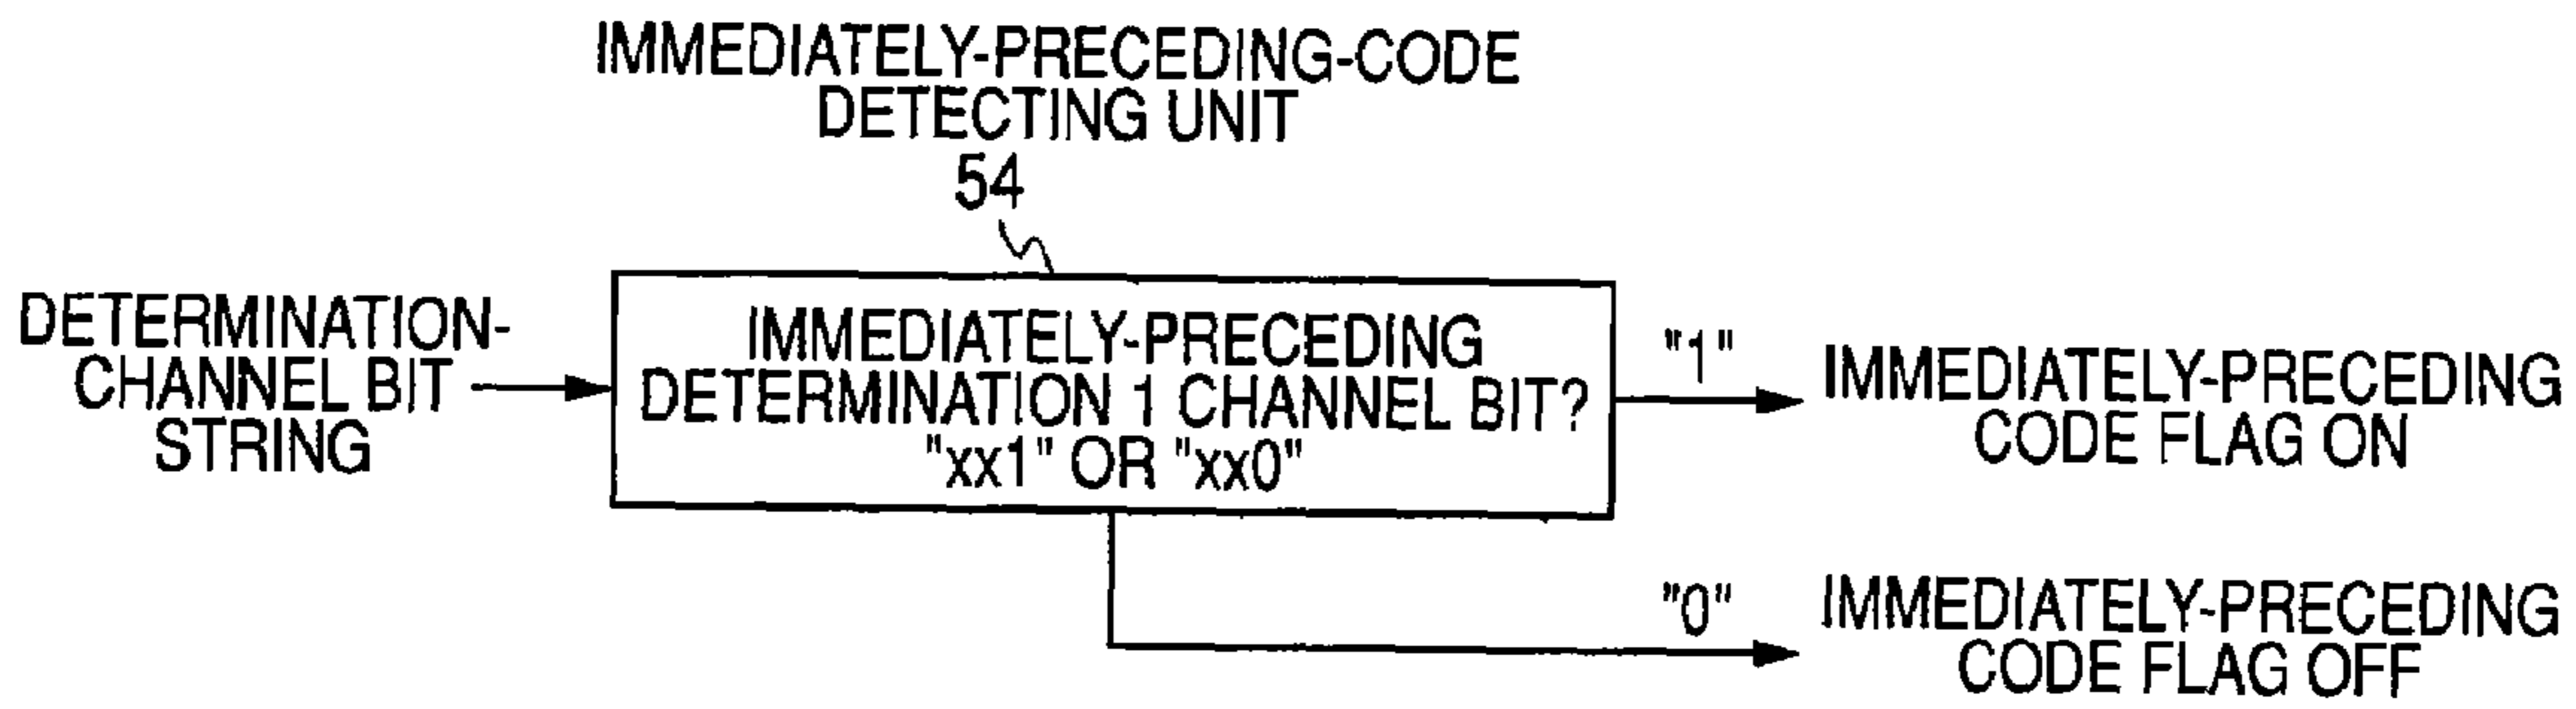 IMMEDIATELY-PRECEDING-CODE
DETECTING UNIT
54
DETERMINATION-
CHANNEL BIT
STRING
IMMEDIATELY-PRECEDING
DETERMINATION 1 CHANNEL BIT?
"xx1" OR "xx0"
"1"
IMMEDIATELY-PRECEDING
CODE FLAG ON
"0"
IMMEDIATELY-PRECEDING
CODE FLAG OFF